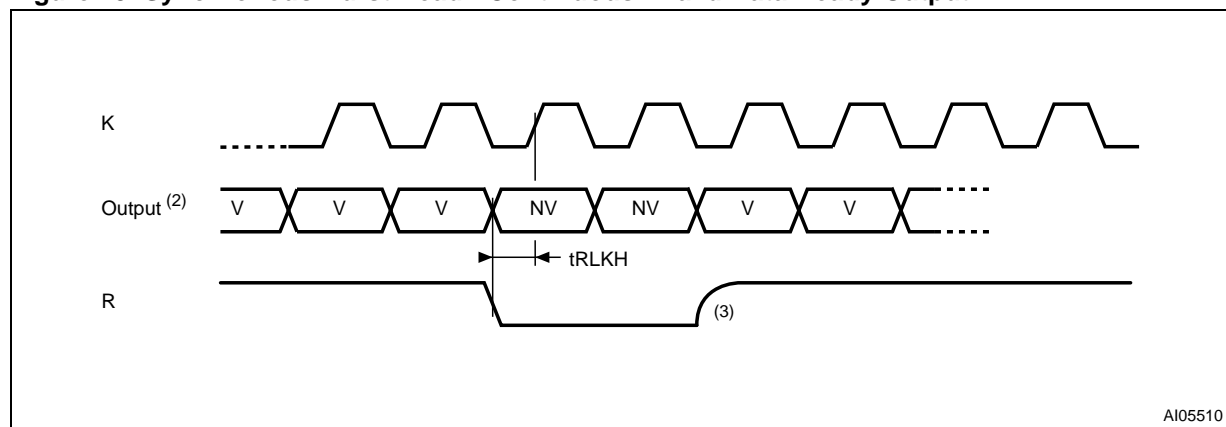 K
Output (2) V V V NV NV V V
tRLKH
R
(3)
AI05510